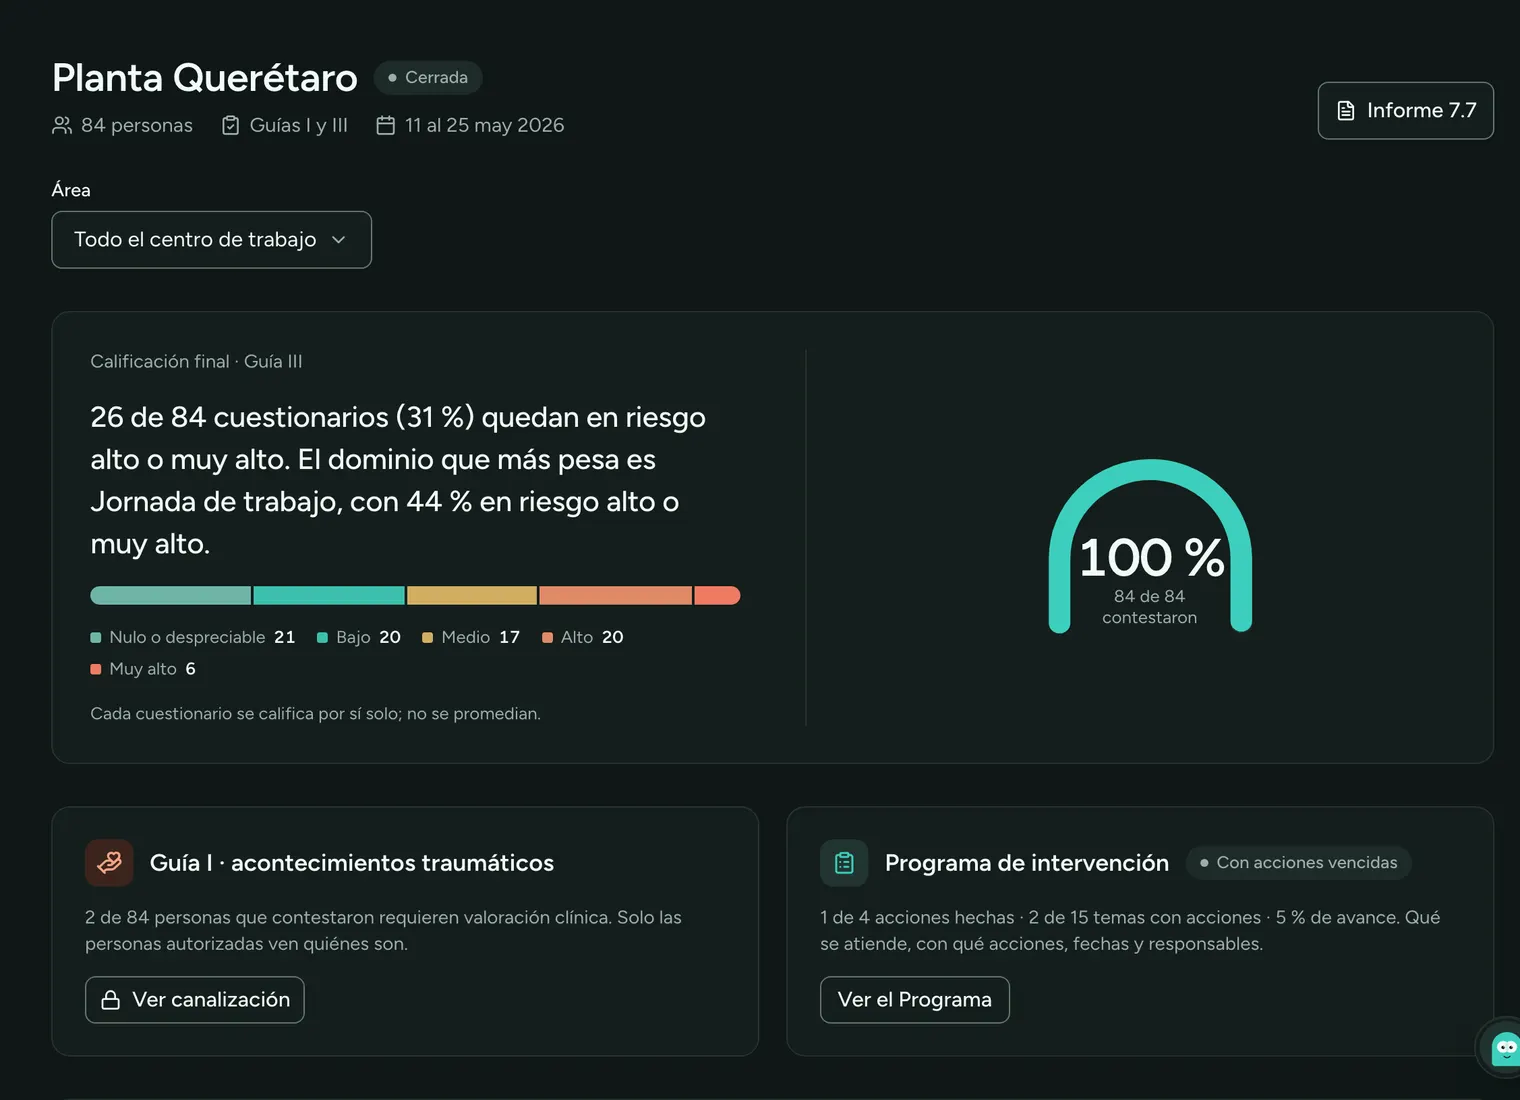 Planta Querétaro
Cerrada
84 personas
Guías I y III
11 al 25 may 2026
Informe 7.7
Área
Todo el centro de trabajo
Calificación final · Guía III
26 de 84 cuestionarios (31 %) quedan en riesgo
alto o muy alto. El dominio que más pesa es
Jornada de trabajo, con 44 % en riesgo alto o
muy alto.
Nulo o despreciable 21
Bajo 20
Medio 17
Alto 20
Muy alto 6
Cada cuestionario se califica por sí solo; no se promedian.
100 %
84 de 84
contestaron
Guía I · acontecimientos traumáticos
2 de 84 personas que contestaron requieren valoración clínica. Solo las
personas autorizadas ven quiénes son.
Ver canalización
Programa de intervención
Con acciones vencidas
1 de 4 acciones hechas · 2 de 15 temas con acciones · 5 % de avance. Qué
se atiende, con qué acciones, fechas y responsables.
Ver el Programa